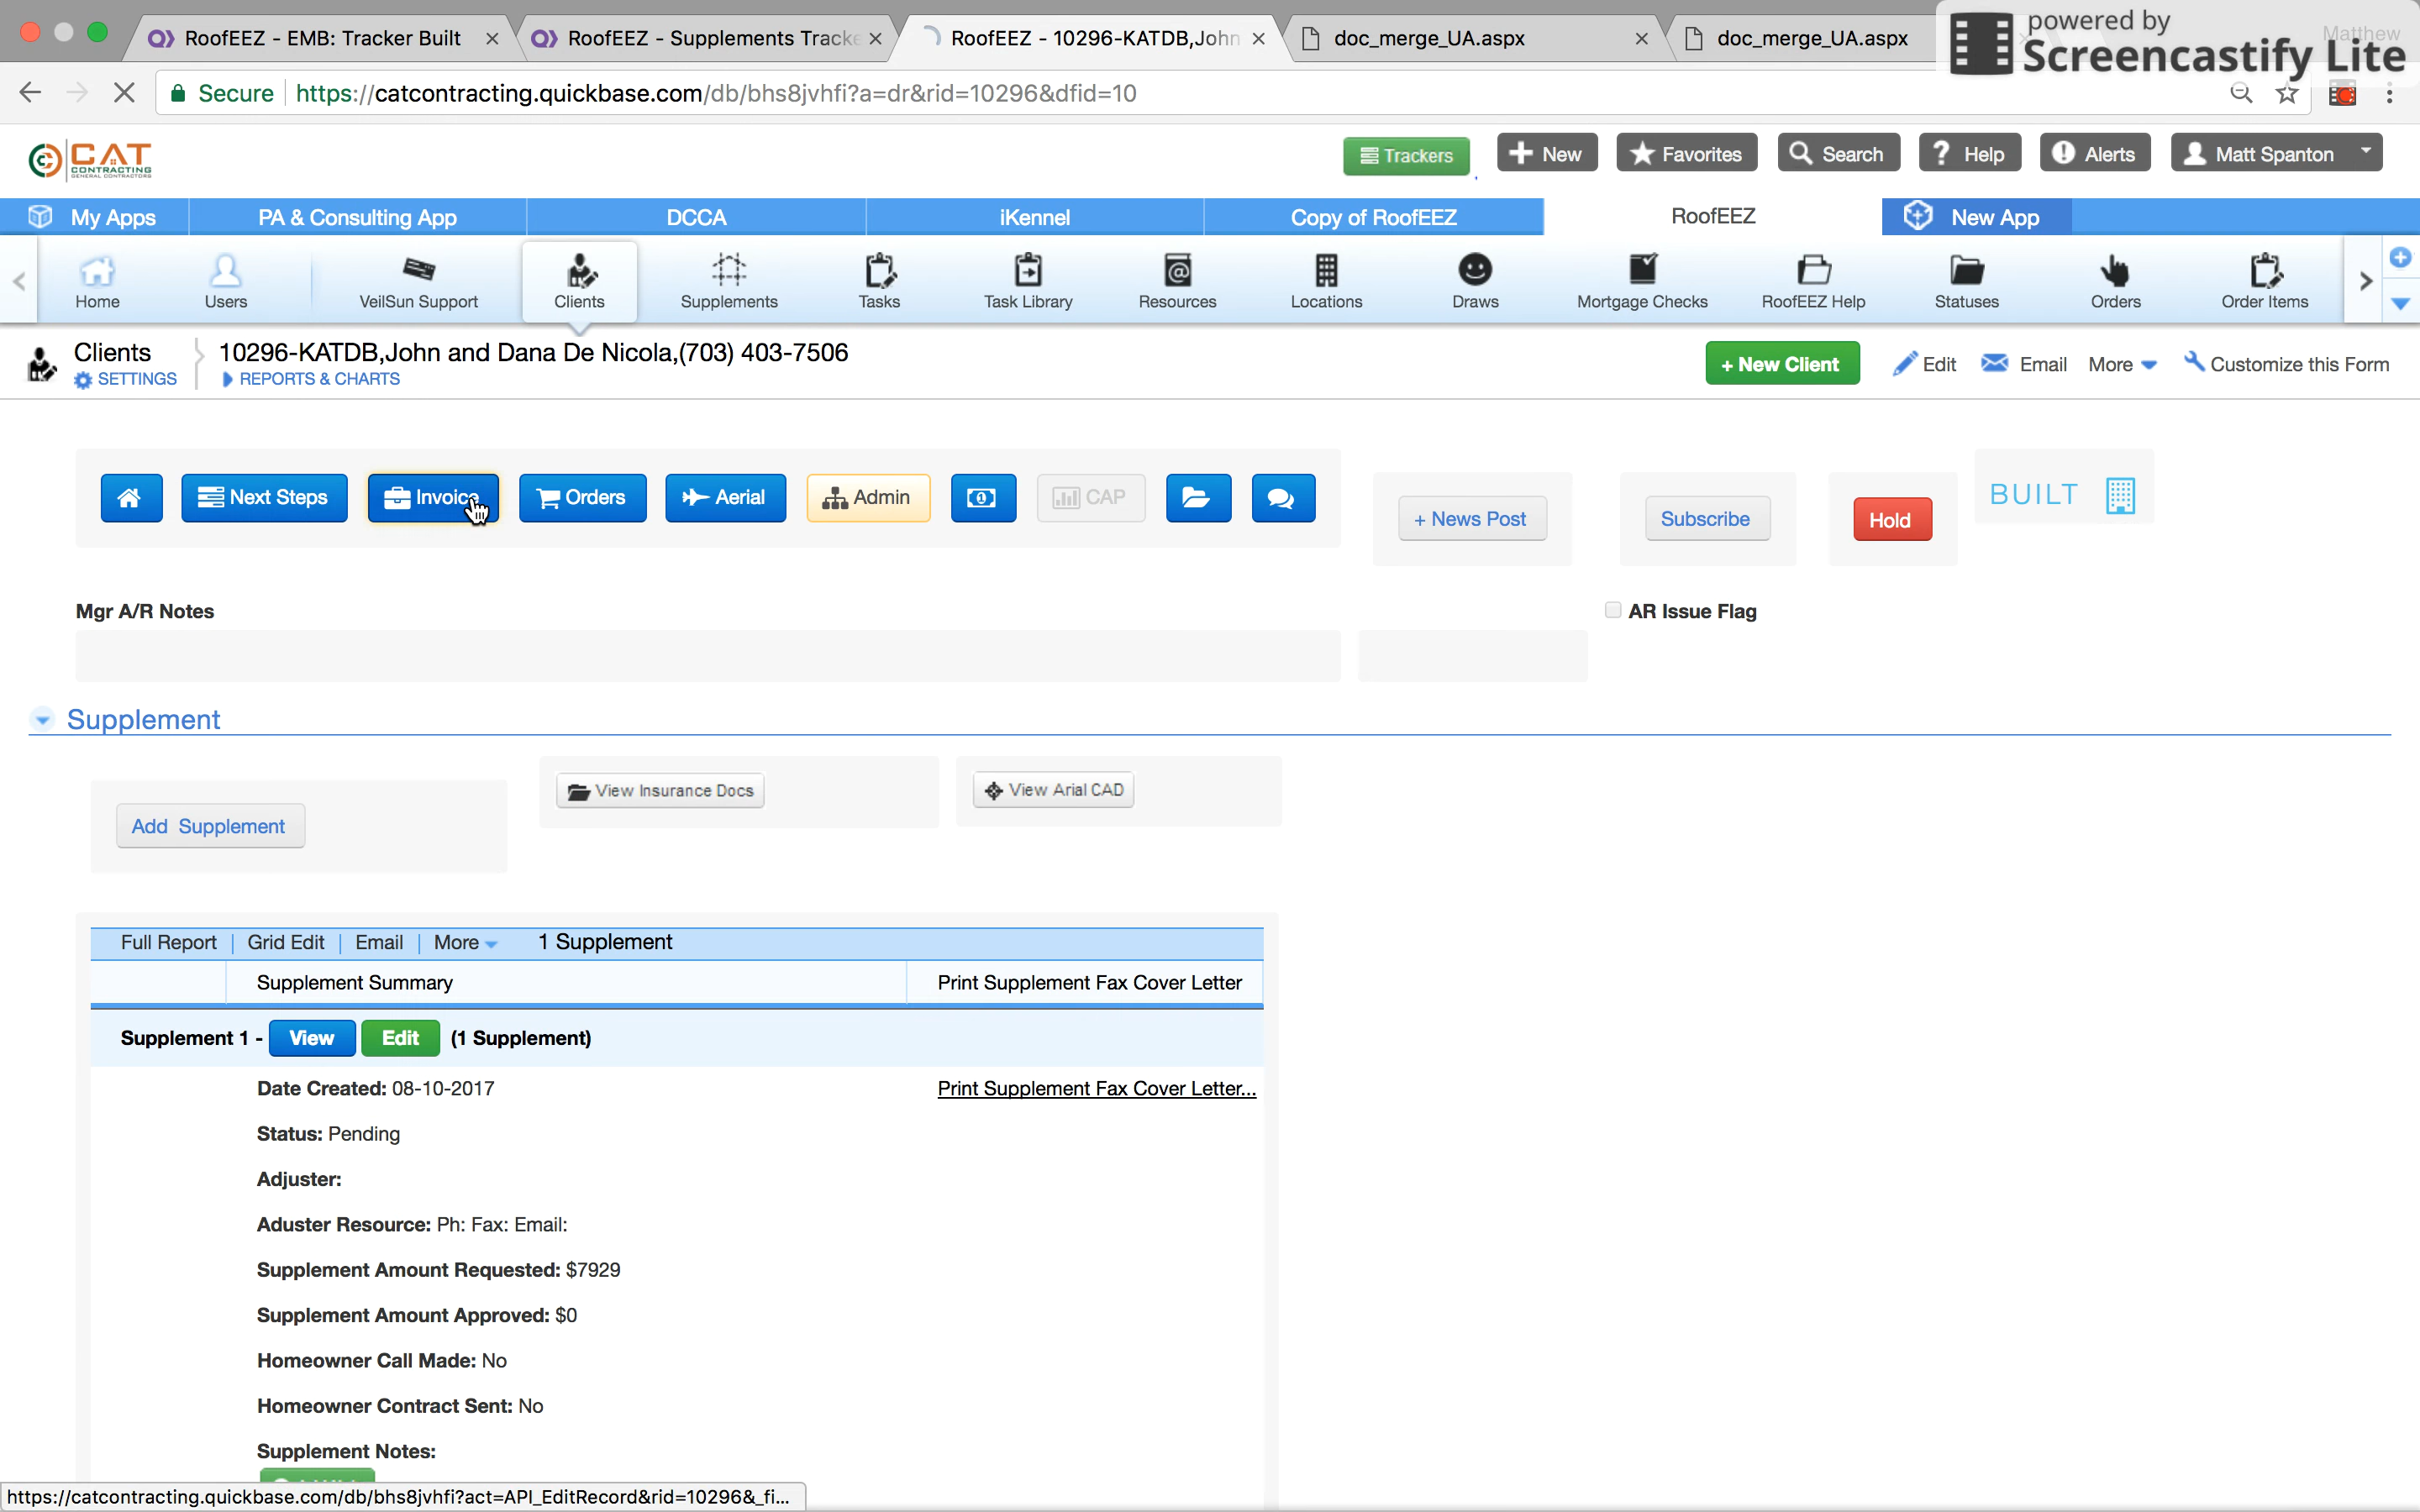 RoofEEZ - EMB: Tracker Built
RoofEEZ - Supplements Tracke
RoofEEZ - 10296-KATDB,John
doc_merge_UA.aspx
doc_merge_UA.aspx
Matthew
powered by
Screencastify Lite
Secure
https://catcontracting.quickbase.com/db/bhs8jvhfi?a=dr&rid=10296&dfid=10
CAT
CONTRACTING
GENERAL CONTRACTORS
Trackers
New
Favorites
Search
Help
Alerts
Matt Spanton
My Apps
PA & Consulting App
DCCA
iKennel
Copy of RoofEEZ
RoofEEZ
New App
Home
Users
VeilSun Support
Clients
Supplements
Tasks
Task Library
Resources
Locations
Draws
Mortgage Checks
RoofEEZ Help
Statuses
Orders
Order Items
Clients
10296-KATDB,John and Dana De Nicola,(703) 403-7506
SETTINGS
REPORTS & CHARTS
+ New Client
Edit
Email
More
Customize this Form
Next Steps
Invoice
Orders
Aerial
Admin
CAP
+ News Post
Subscribe
Hold
BUILT
Mgr A/R Notes
AR Issue Flag
Supplement
Add Supplement
View Insurance Docs
View Arial CAD
Full Report
Grid Edit
Email
More
1 Supplement
Supplement Summary
Print Supplement Fax Cover Letter
Supplement 1 - View Edit (1 Supplement)
Date Created: 08-10-2017
Print Supplement Fax Cover Letter...
Status: Pending
Adjuster:
Aduster Resource: Ph: Fax: Email:
Supplement Amount Requested: $7929
Supplement Amount Approved: $0
Homeowner Call Made: No
Homeowner Contract Sent: No
Supplement Notes:
https://catcontracting.quickbase.com/db/bhs8jvhfi?act=API_EditRecord&rid=10296&_fi...